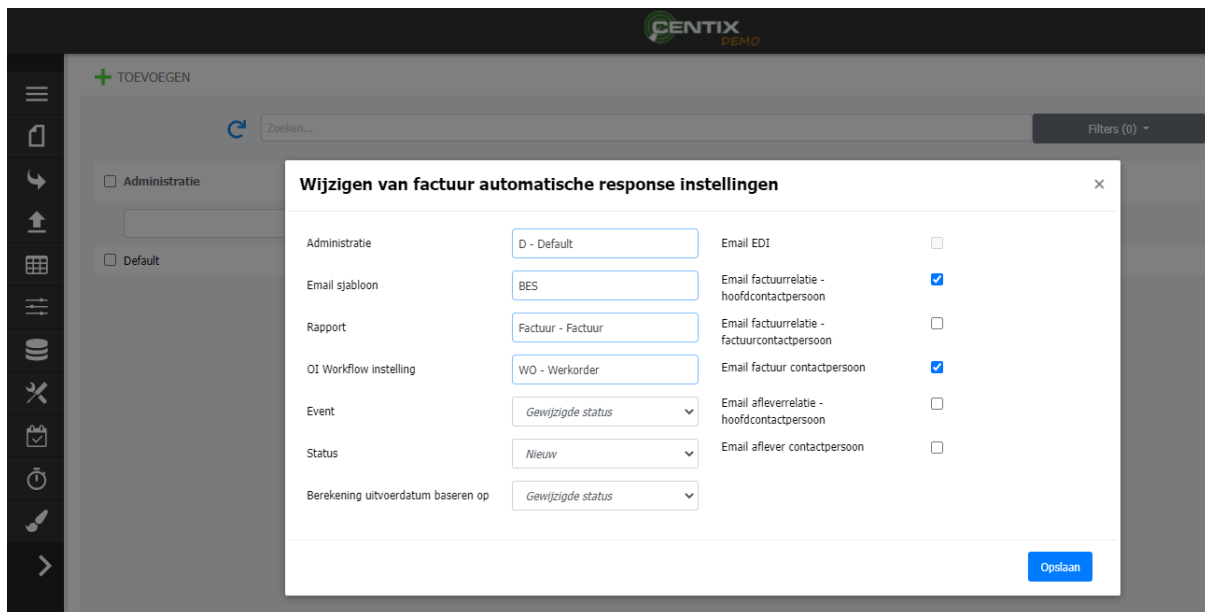 CENTIX
DEMO
TOEVOEGEN
Zoeken...
Filters (0)
Administratie
Default
Wijzigen van factuur automatische response instellingen
×
Administratie
D - Default
Email sjabloon
BES
Rapport
Factuur - Factuur
OI Workflow instelling
WO - Werkorder
Event
Gewijzigde status
Status
Nieuw
Berekening uitvoerdatum baseren op
Gewijzigde status
Email EDI
Email factuurrelatie -
hoofdcontactpersoon
Email factuurrelatie -
factuurcontactpersoon
Email factuur contactpersoon
Email afleverrelatie -
hoofdcontactpersoon
Email aflever contactpersoon
Opslaan